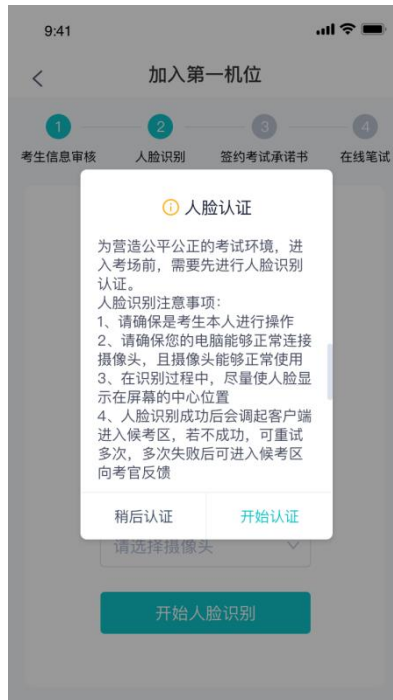 9:41
加入第一机位
1
2
3
4
考生信息审核
人脸识别
签约考试承诺书
在线笔试
人脸认证
为营造公平公正的考试环境，进
入考场前，需要先进行人脸识别
认证。
人脸识别注意事项：
1、请确保是考生本人进行操作
2、请确保您的电脑能够正常连接
摄像头，且摄像头能够正常使用
3、在识别过程中，尽量使人脸显
示在屏幕的中心位置
4、人脸识别成功后会调起客户端
进入候考区，若不成功，可重试
多次，多次失败后可进入候考区
向考官反馈
稍后认证
开始认证
请选择摄像头
开始人脸识别